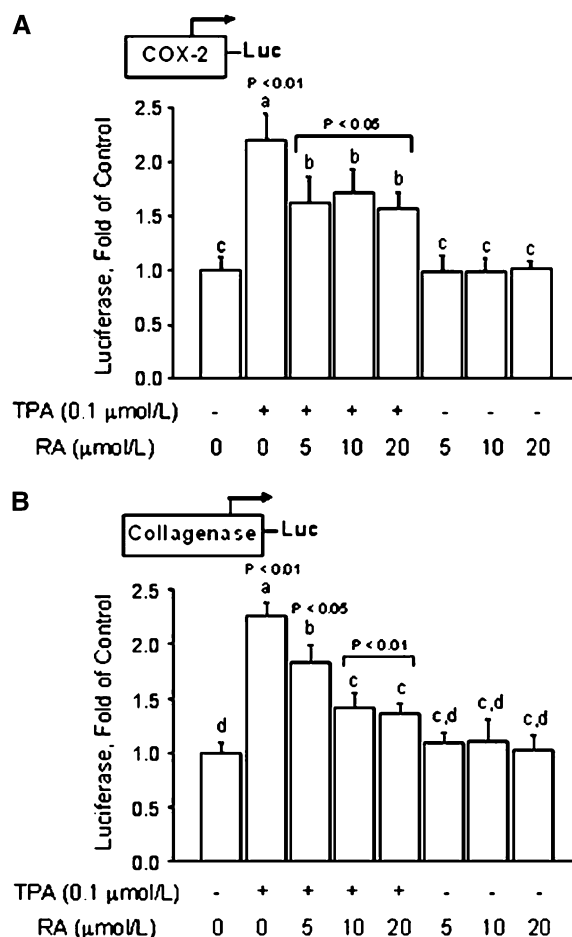 A
COX-2 Luc
P < 0.01
a
P < 0.05
b b b
c c c c
2.5
2.0
1.5
1.0
0.5
0.0
Luciferase, Fold of Control
TPA (0.1 μmol/L) - + + + + - - -
RA (μmol/L) 0 0 5 10 20 5 10 20
B
Collagenase Luc
P < 0.01
a
P < 0.05
b
P < 0.01
c c
d c,d c,d c,d
2.5
2.0
1.5
1.0
0.5
0.0
Luciferase, Fold of Control
TPA (0.1 μmol/L) - + + + + - - -
RA (μmol/L) 0 0 5 10 20 5 10 20